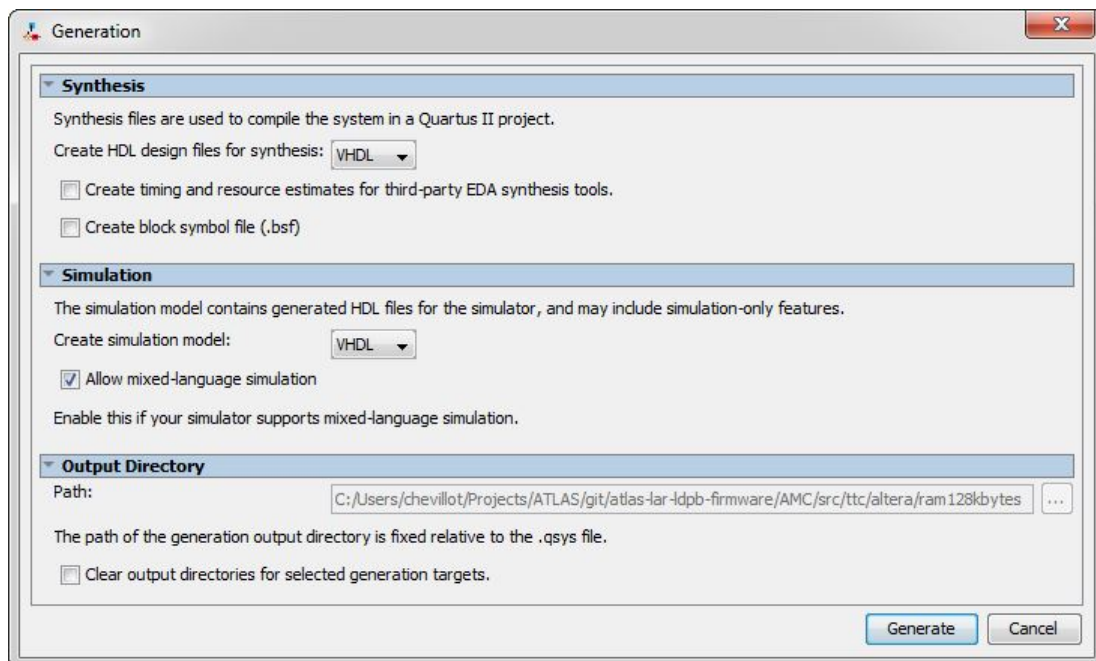 Generation
Synthesis
Synthesis files are used to compile the system in a Quartus II project.
Create HDL design files for synthesis: VHDL
Create timing and resource estimates for third-party EDA synthesis tools.
Create block symbol file (.bsf)
Simulation
The simulation model contains generated HDL files for the simulator, and may include simulation-only features.
Create simulation model: VHDL
Allow mixed-language simulation
Enable this if your simulator supports mixed-language simulation.
Output Directory
Path: C:/Users/chevillot/Projects/ATLAS/git/atlas-lar-ldpb-firmware/AMC/src/ttc/altera/ram128kbytes ...
The path of the generation output directory is fixed relative to the .qsys file.
Clear output directories for selected generation targets.
Generate Cancel